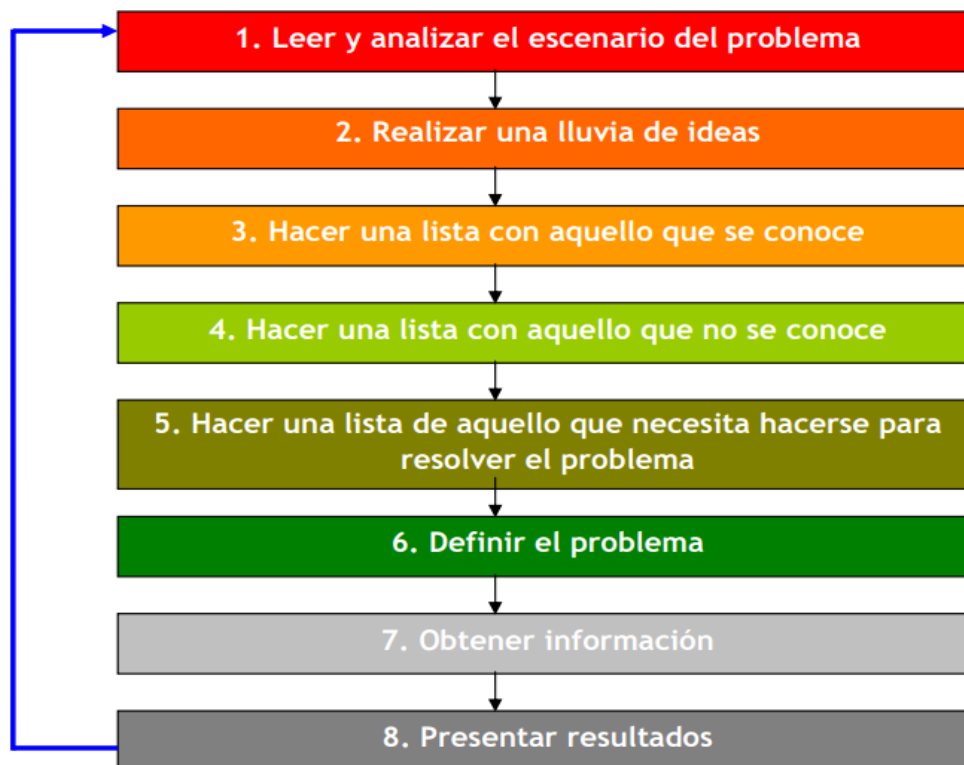 1. Leer y analizar el escenario del problema
2. Realizar una lluvia de ideas
3. Hacer una lista con aquello que se conoce
4. Hacer una lista con aquello que no se conoce
5. Hacer una lista de aquello que necesita hacerse para
resolver el problema
6. Definir el problema
7. Obtener información
8. Presentar resultados